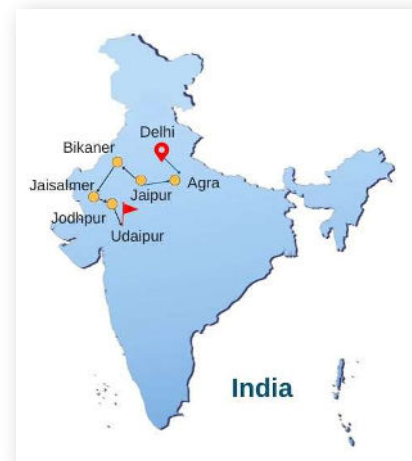 Delhi
Bikaner
Jaisalmer
Agra
Jaipur
Jodhpur
Udaipur
India